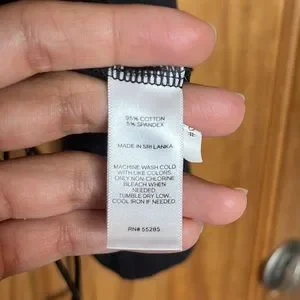 95% COTTON
5% SPANDEX
MADE IN SRI LANKA
MACHINE WASH COLD
WITH LIKE COLORS.
ONLY NON-CHLORINE
BLEACH WHEN
NEEDED.
TUMBLE DRY LOW.
COOL IRON IF NEEDED.
RN# 55285